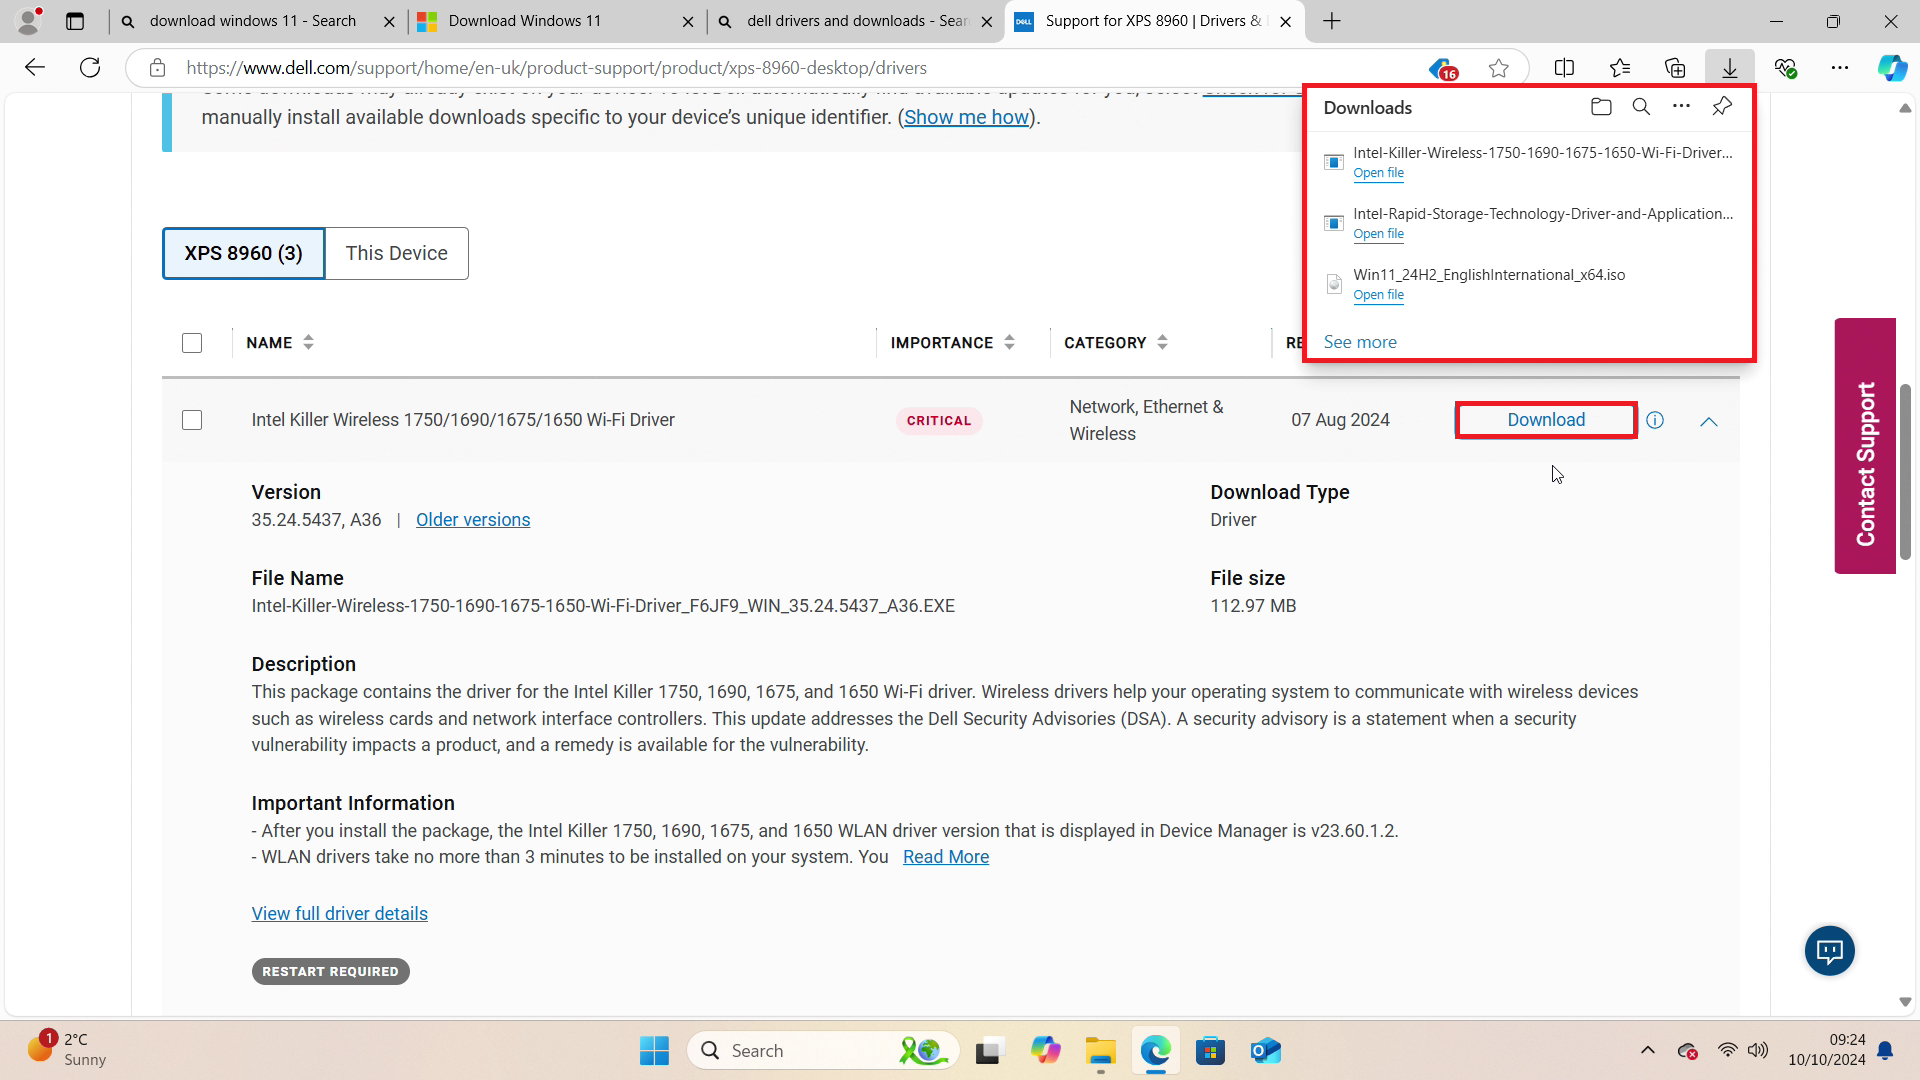 download windows 11 - Search
Download Windows 11
dell drivers and downloads - Sear
DELL
Support for XPS 8960 | Drivers &
https://www.dell.com/support/home/en-uk/product-support/product/xps-8960-desktop/drivers
16
manually install available downloads specific to your device's unique identifier. (Show me how).
Downloads
Intel-Killer-Wireless-1750-1690-1675-1650-Wi-Fi-Driver...
Open file
Intel-Rapid-Storage-Technology-Driver-and-Application...
Open file
Win11_24H2_EnglishInternational_x64.iso
Open file
See more
XPS 8960 (3)
This Device
NAME
IMPORTANCE
CATEGORY
RE
Intel Killer Wireless 1750/1690/1675/1650 Wi-Fi Driver
CRITICAL
Network, Ethernet &
Wireless
07 Aug 2024
Download
Contact Support
Version
35.24.5437, A36 | Older versions
Download Type
Driver
File Name
Intel-Killer-Wireless-1750-1690-1675-1650-Wi-Fi-Driver_F6JF9_WIN_35.24.5437_A36.EXE
File size
112.97 MB
Description
This package contains the driver for the Intel Killer 1750, 1690, 1675, and 1650 Wi-Fi driver. Wireless drivers help your operating system to communicate with wireless devices
such as wireless cards and network interface controllers. This update addresses the Dell Security Advisories (DSA). A security advisory is a statement when a security
vulnerability impacts a product, and a remedy is available for the vulnerability.
Important Information
- After you install the package, the Intel Killer 1750, 1690, 1675, and 1650 WLAN driver version that is displayed in Device Manager is v23.60.1.2.
- WLAN drivers take no more than 3 minutes to be installed on your system. You Read More
View full driver details
RESTART REQUIRED
1
2°C
Sunny
Search
09:24
10/10/2024